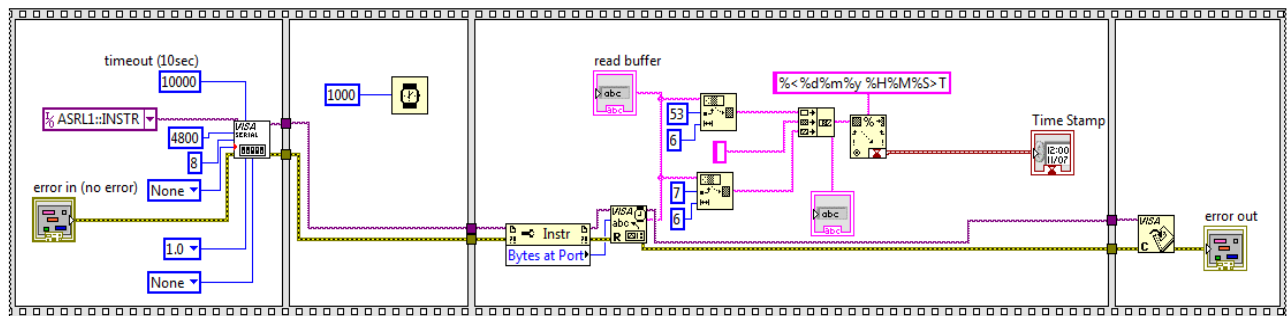 timeout (10sec)
10000
ASRL1::INSTR
VISA
SERIAL
4800
8
None
error in (no error)
1.0
None
1000
read buffer
abc
abc
53
6
7
6
%<%d%m%y %H%M%S>T
%
abc
abc
Time Stamp
12:00
11/07
Instr
Bytes at Port
VISA
abc
R
VISA
C
error out